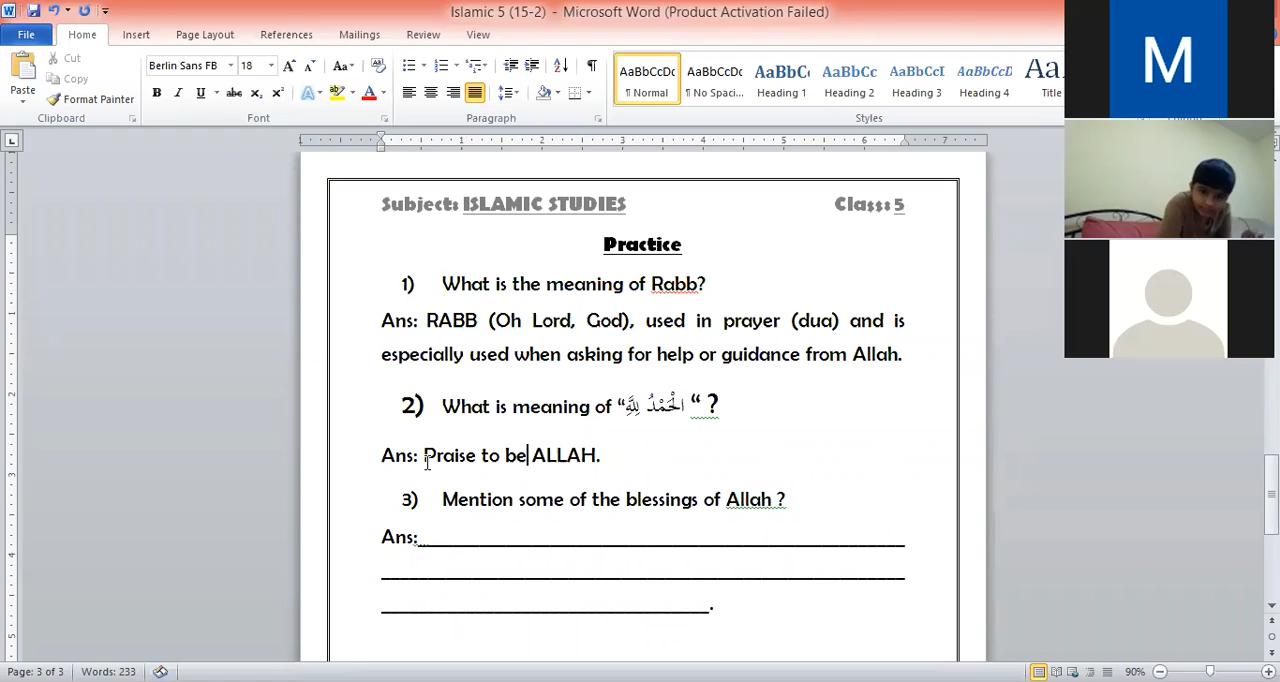 Islamic 5 (15-2) - Microsoft Word (Product Activation Failed)
File Home Insert Page Layout References Mailings Review View
Cut
Copy
Format Painter
Paste
Berlin Sans FB 18
AaBbCcDc AaBbCcDc AaBbCc AaBbCc AaBbCcI AaBbCcD Aa
¶ Normal ¶ No Spaci... Heading 1 Heading 2 Heading 3 Heading 4 Title
Clipboard Font Paragraph Styles
M
Subject: ISLAMIC STUDIES Class: 5
Practice
1) What is the meaning of Rabb?
Ans: RABB (Oh Lord, God), used in prayer (dua) and is
especially used when asking for help or guidance from Allah.
2) What is meaning of “الْحَمْدُ لِلَّهِ “ ?
Ans: Praise to be ALLAH.
3) Mention some of the blessings of Allah ?
Ans:
.
Page: 3 of 3 Words: 233 90%